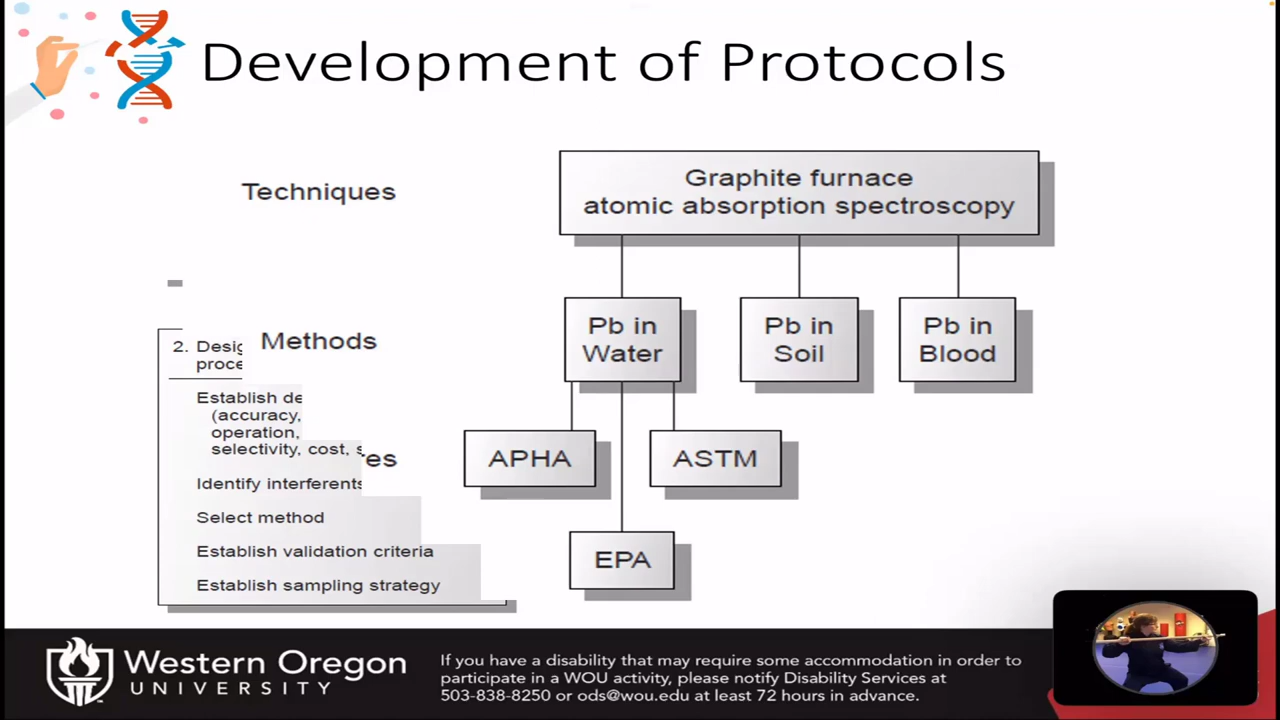 Development of Protocols
Techniques
Graphite furnace
atomic absorption spectroscopy
Methods
Pb in
Water
Pb in
Soil
Pb in
Blood
2. Desig
proce
Establish de
(accuracy,
operation,
selectivity, cost, s
Identify interferents
Select method
Establish validation criteria
Establish sampling strategy
es
APHA
ASTM
EPA
Western Oregon
UNIVERSITY
If you have a disability that may require some accommodation in order to
participate in a WOU activity, please notify Disability Services at
503-838-8250 or ods@wou.edu at least 72 hours in advance.